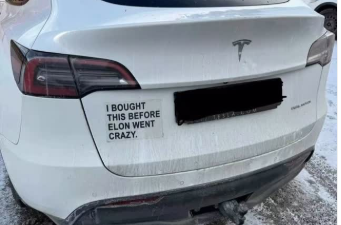 I BOUGHT
THIS BEFORE
ELON WENT
CRAZY.